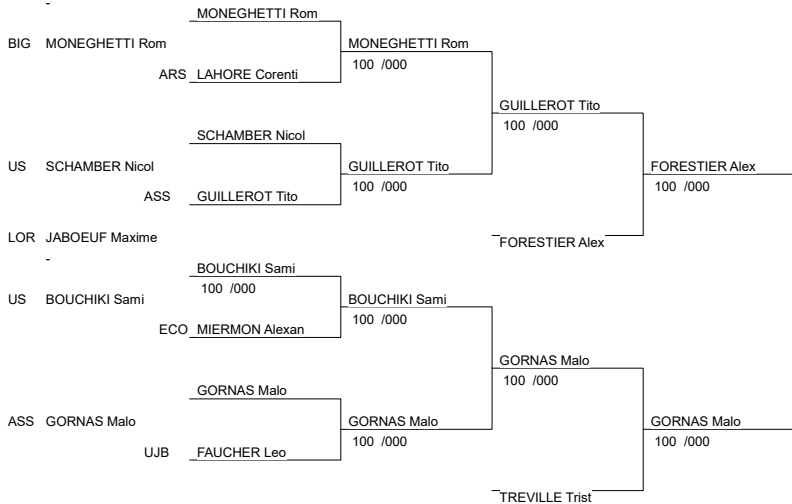 -
MONEGHETTI Rom
BIG MONEGHETTI Rom
MONEGHETTI Rom
100 /000
ARS LAHORE Corenti
GUILLEROT Tito
100 /000
SCHAMBER Nicol
US SCHAMBER Nicol
GUILLEROT Tito
100 /000
FORESTIER Alex
100 /000
ASS GUILLEROT Tito
LOR JABOEUF Maxime
FORESTIER Alex
-
BOUCHIKI Sami
100 /000
US BOUCHIKI Sami
BOUCHIKI Sami
100 /000
ECO MIERMON Alexan
GORNAS Malo
100 /000
GORNAS Malo
ASS GORNAS Malo
GORNAS Malo
100 /000
GORNAS Malo
100 /000
UJB FAUCHER Leo
TREVILLE Trist